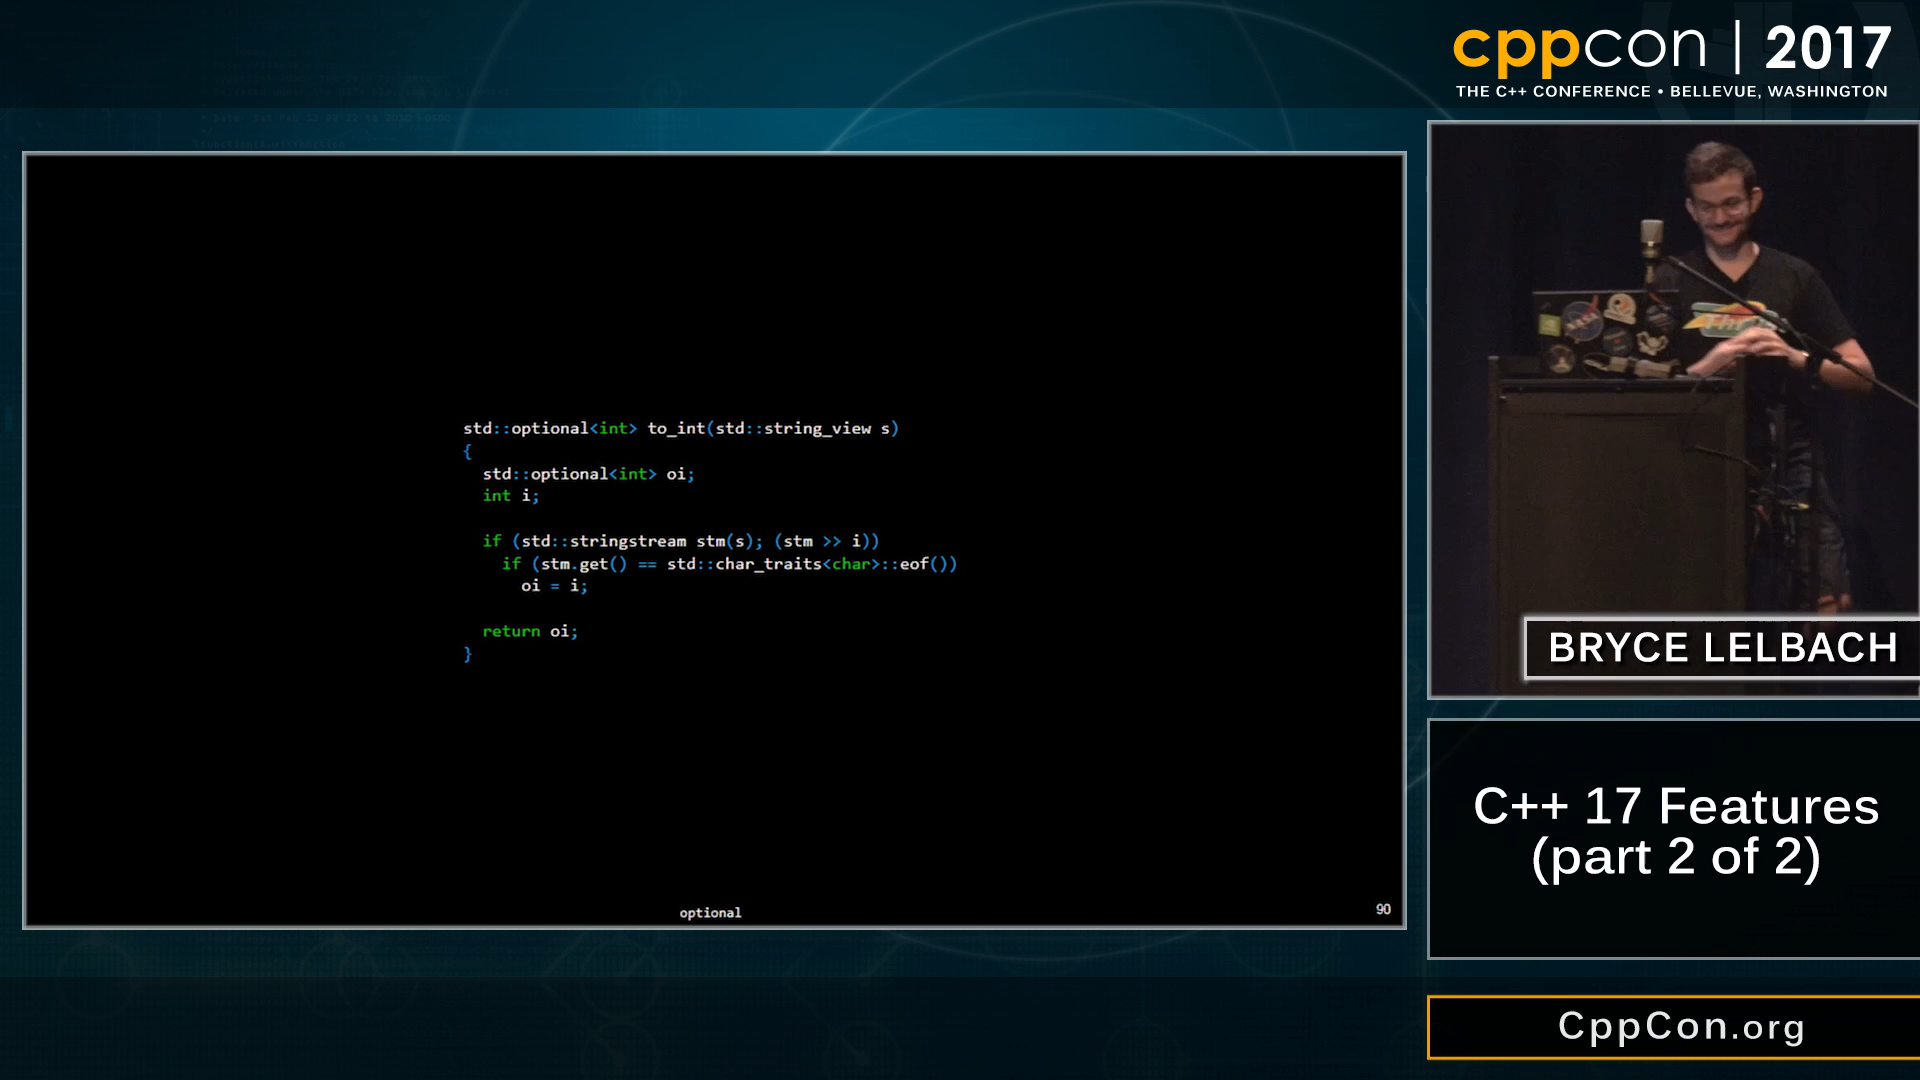 cppcon | 2017
THE C++ CONFERENCE • BELLEVUE, WASHINGTON
std::optional<int> to_int(std::string_view s)
{
  std::optional<int> oi;
  int i;
  if (std::stringstream stm(s); (stm >> i))
    if (stm.get() == std::char_traits<char>::eof())
      oi = i;
  return oi;
}
optional
90
NASA
BRYCE LELBACH
C++ 17 Features
(part 2 of 2)
CppCon.org